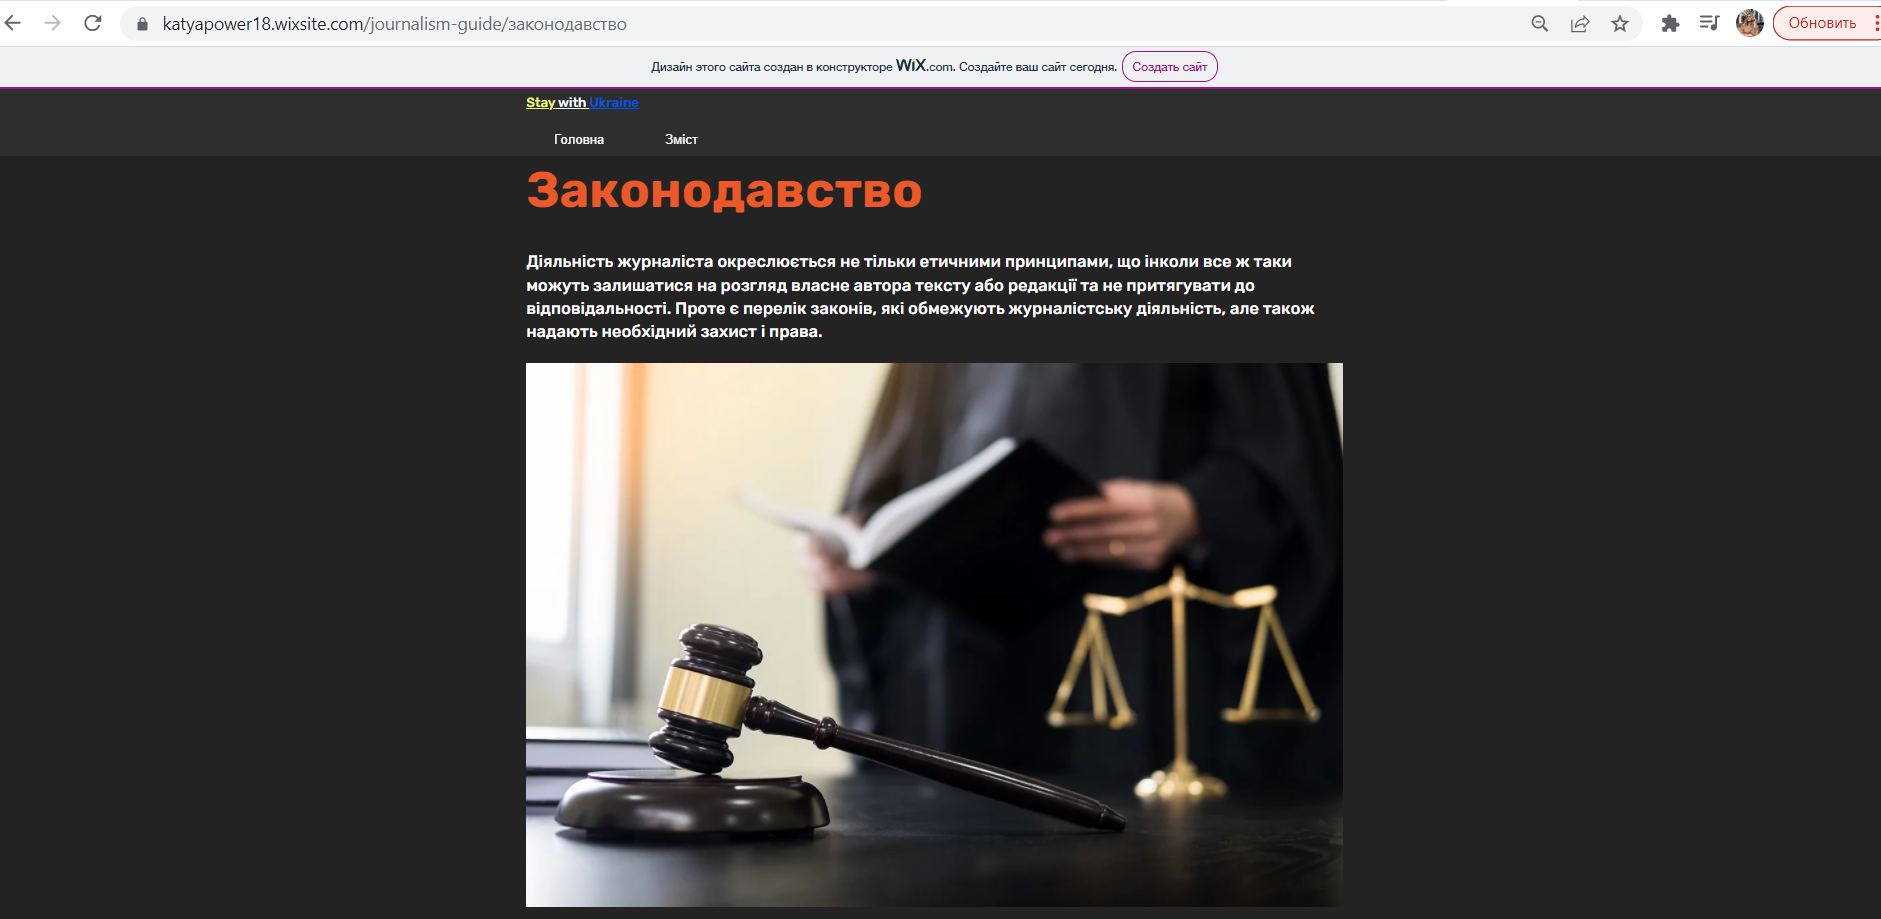 katyapower18.wixsite.com/journalism-guide/законодавство
Обновить
Дизайн этого сайта создан в конструкторе WiX.com. Создайте ваш сайт сегодня. Создать сайт
Stay with Ukraine
Головна Зміст
Законодавство
Діяльність журналіста окреслюється не тільки етичними принципами, що інколи все ж таки
можуть залишатися на розгляд власне автора тексту або редакції та не притягувати до
відповідальності. Проте є перелік законів, які обмежують журналістську діяльність, але також
надають необхідний захист і права.